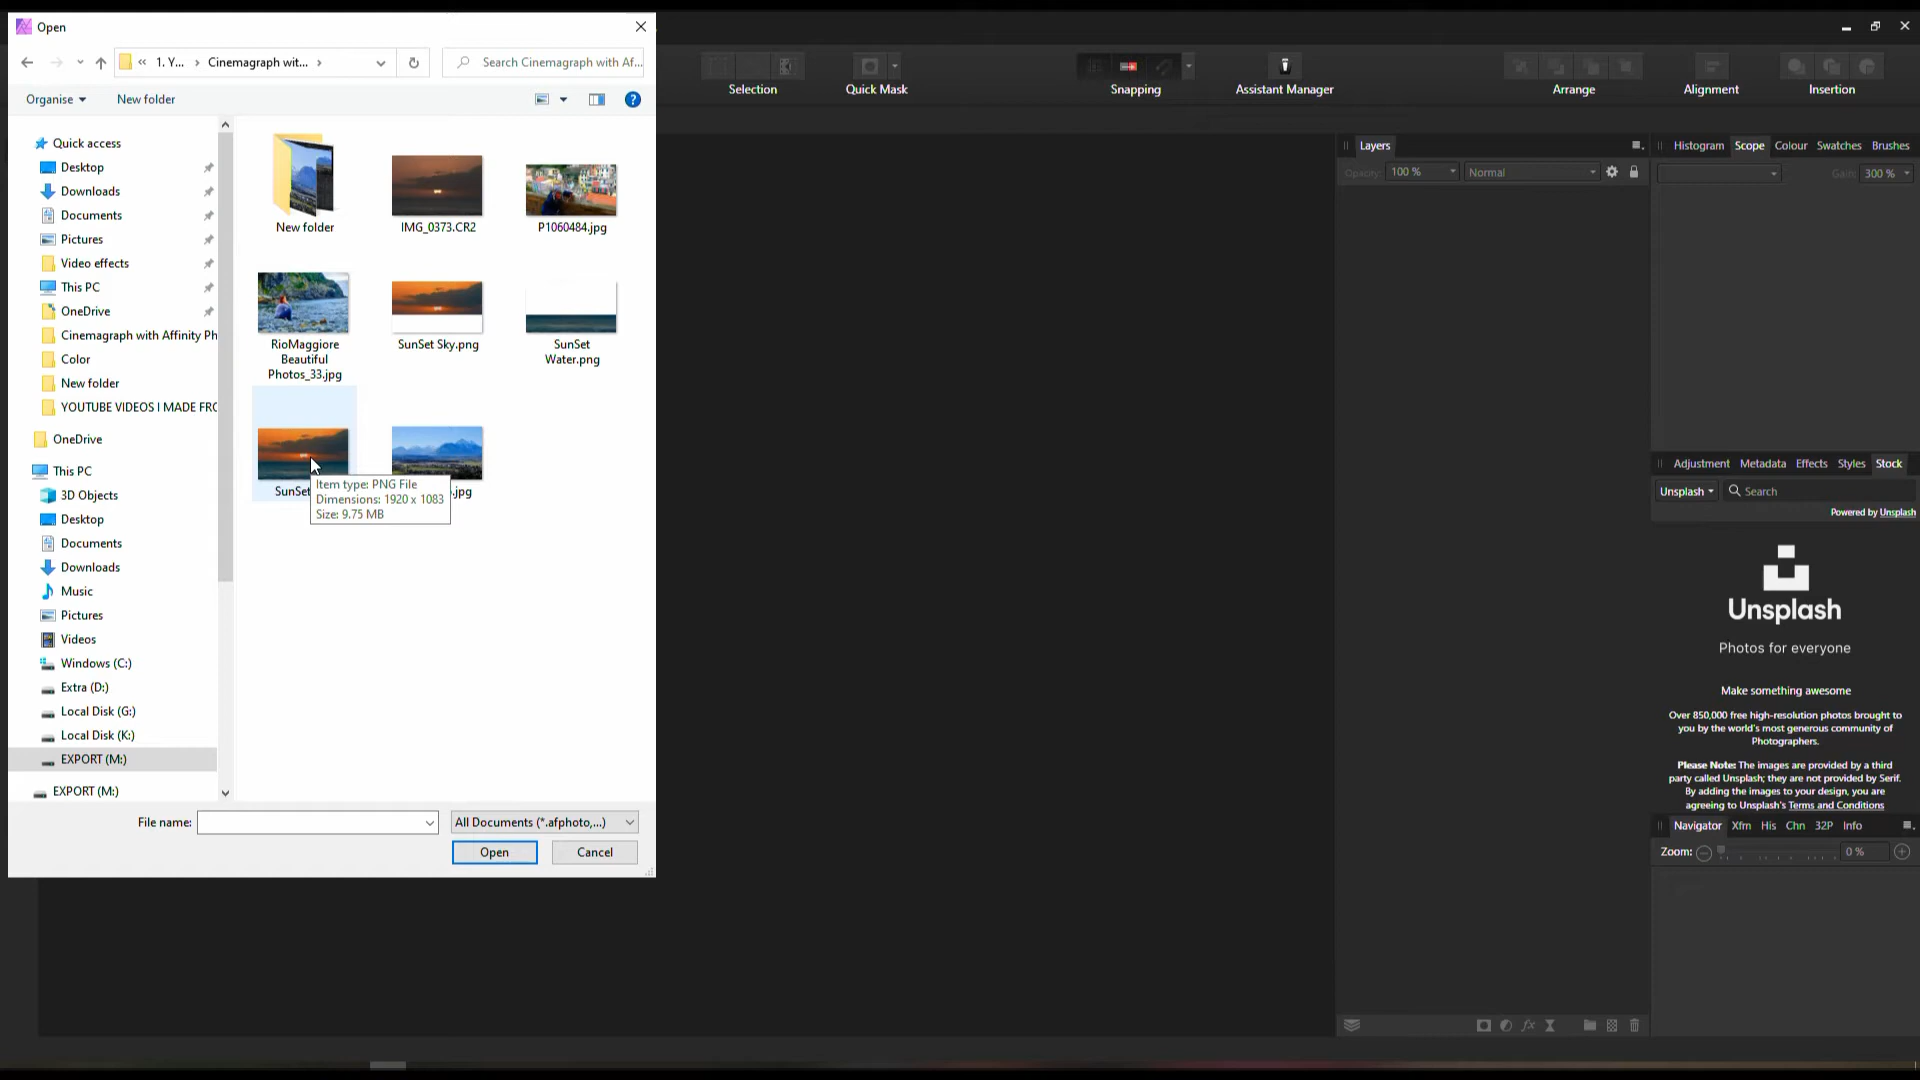 Open
« 1. Y... › Cinemagraph wit... ›
Search Cinemagraph with Af...
Organise
New folder
Quick access
Desktop
Downloads
Documents
Pictures
Video effects
This PC
OneDrive
Cinemagraph with Affinity Ph
Color
New folder
YOUTUBE VIDEOS I MADE FRO
OneDrive
This PC
3D Objects
Desktop
Documents
Downloads
Music
Pictures
Videos
Windows (C:)
Extra (D:)
Local Disk (G:)
Local Disk (K:)
EXPORT (M:)
EXPORT (M:)
New folder
IMG_0373.CR2
P1060484.jpg
RioMaggiore
Beautiful
Photos_33.jpg
SunSet Sky.png
SunSet
Water.png
SunSet
.jpg
Item type: PNG File
Dimensions: 1920 x 1083
Size: 9.75 MB
File name:
All Documents (*.afphoto,...)
Open
Cancel
Selection
Quick Mask
Snapping
Assistant Manager
Arrange
Alignment
Insertion
Layers
Opacity: 100 %
Normal
Histogram Scope Colour Swatches Brushes
Gain: 300 %
Adjustment Metadata Effects Styles Stock
Unsplash
Search
Powered by Unsplash
Unsplash
Photos for everyone
Make something awesome
Over 850,000 free high-resolution photos brought to
you by the world's most generous community of
Photographers.
Please Note: The images are provided by a third
party called Unsplash; they are not provided by Serif.
By adding the images to your design, you are
agreeing to Unsplash's Terms and Conditions
Navigator Xfm His Chn 32P Info
Zoom:
0 %